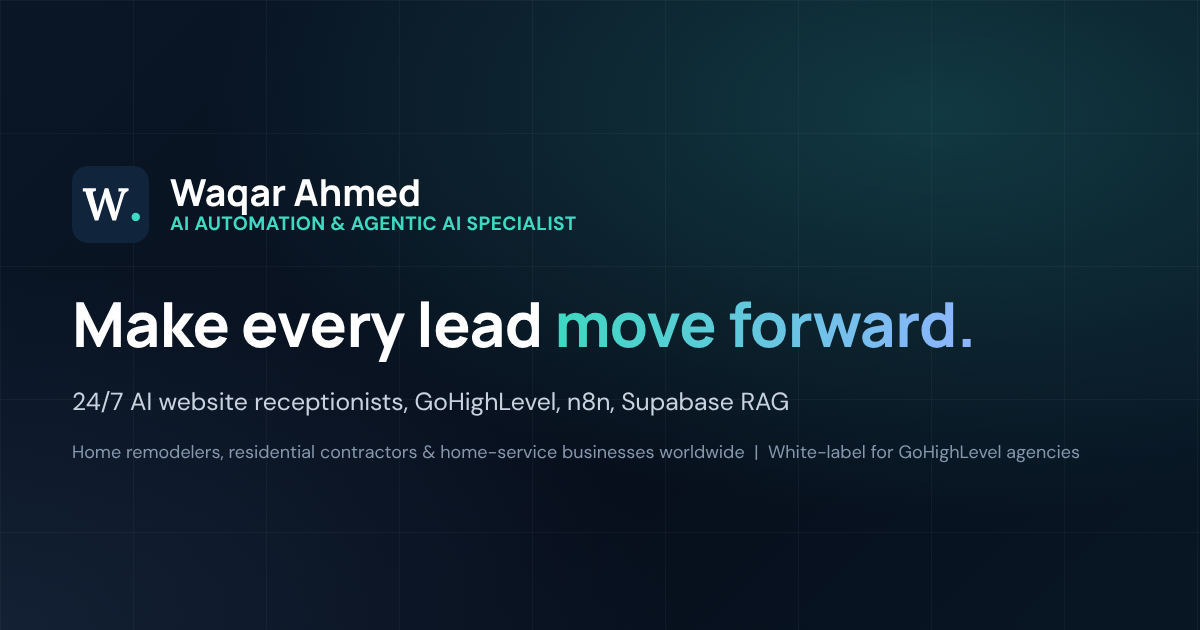 W.
Waqar Ahmed
AI AUTOMATION & AGENTIC AI SPECIALIST
Make every lead move forward.
24/7 AI website receptionists, GoHighLevel, n8n, Supabase RAG
Home remodelers, residential contractors & home-service businesses worldwide | White-label for GoHighLevel agencies